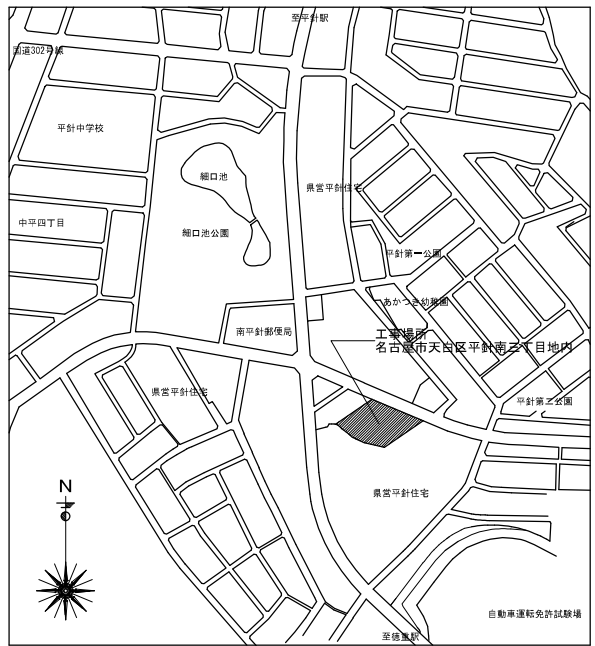 至平針駅
国道302号線
平針中学校
細口池
県営平針住宅
中平四丁目
細口池公園
平針第一公園
あかつき幼稚園
南平針郵便局
工事場所
名古屋市天白区平針南三丁目地内
県営平針住宅
平針第二公園
県営平針住宅
N
自動車運転免許試験場
至徳重駅